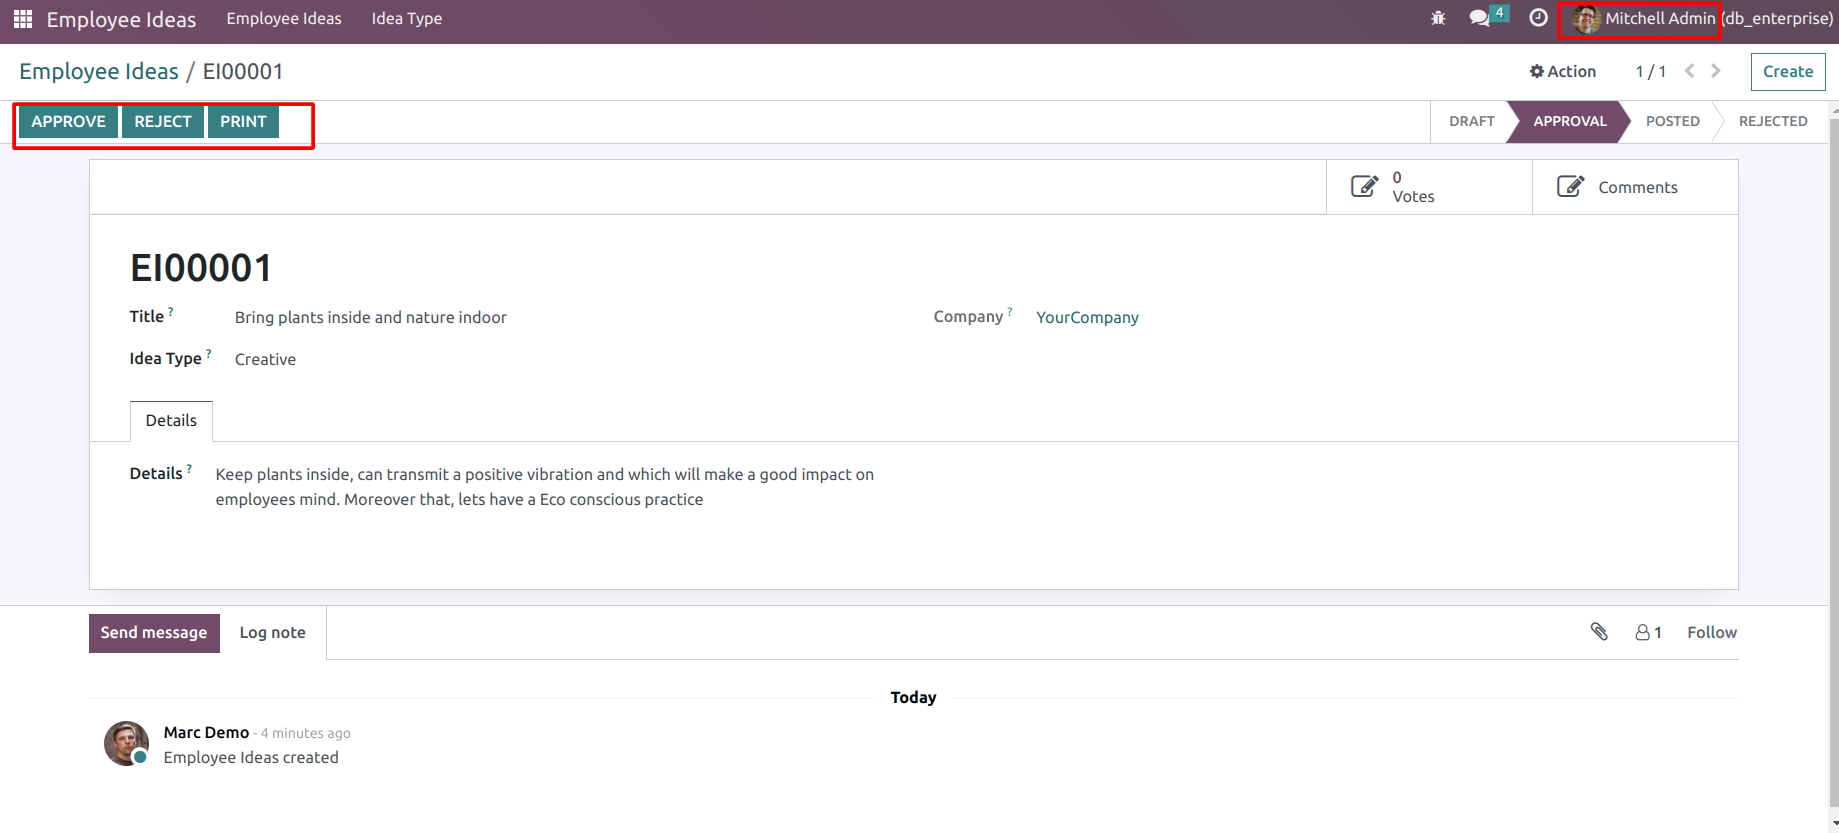 Employee Ideas Employee Ideas Idea Type 4 Mitchell Admin (db_enterprise)
Employee Ideas / EI00001 Action 1 / 1 Create
APPROVE REJECT PRINT DRAFT APPROVAL POSTED REJECTED
0
Votes
Comments
EI00001
Title ? Bring plants inside and nature indoor Company ? YourCompany
Idea Type ? Creative
Details
Details ? Keep plants inside, can transmit a positive vibration and which will make a good impact on
employees mind. Moreover that, lets have a Eco conscious practice
Send message Log note 1 Follow
Today
Marc Demo - 4 minutes ago
Employee Ideas created